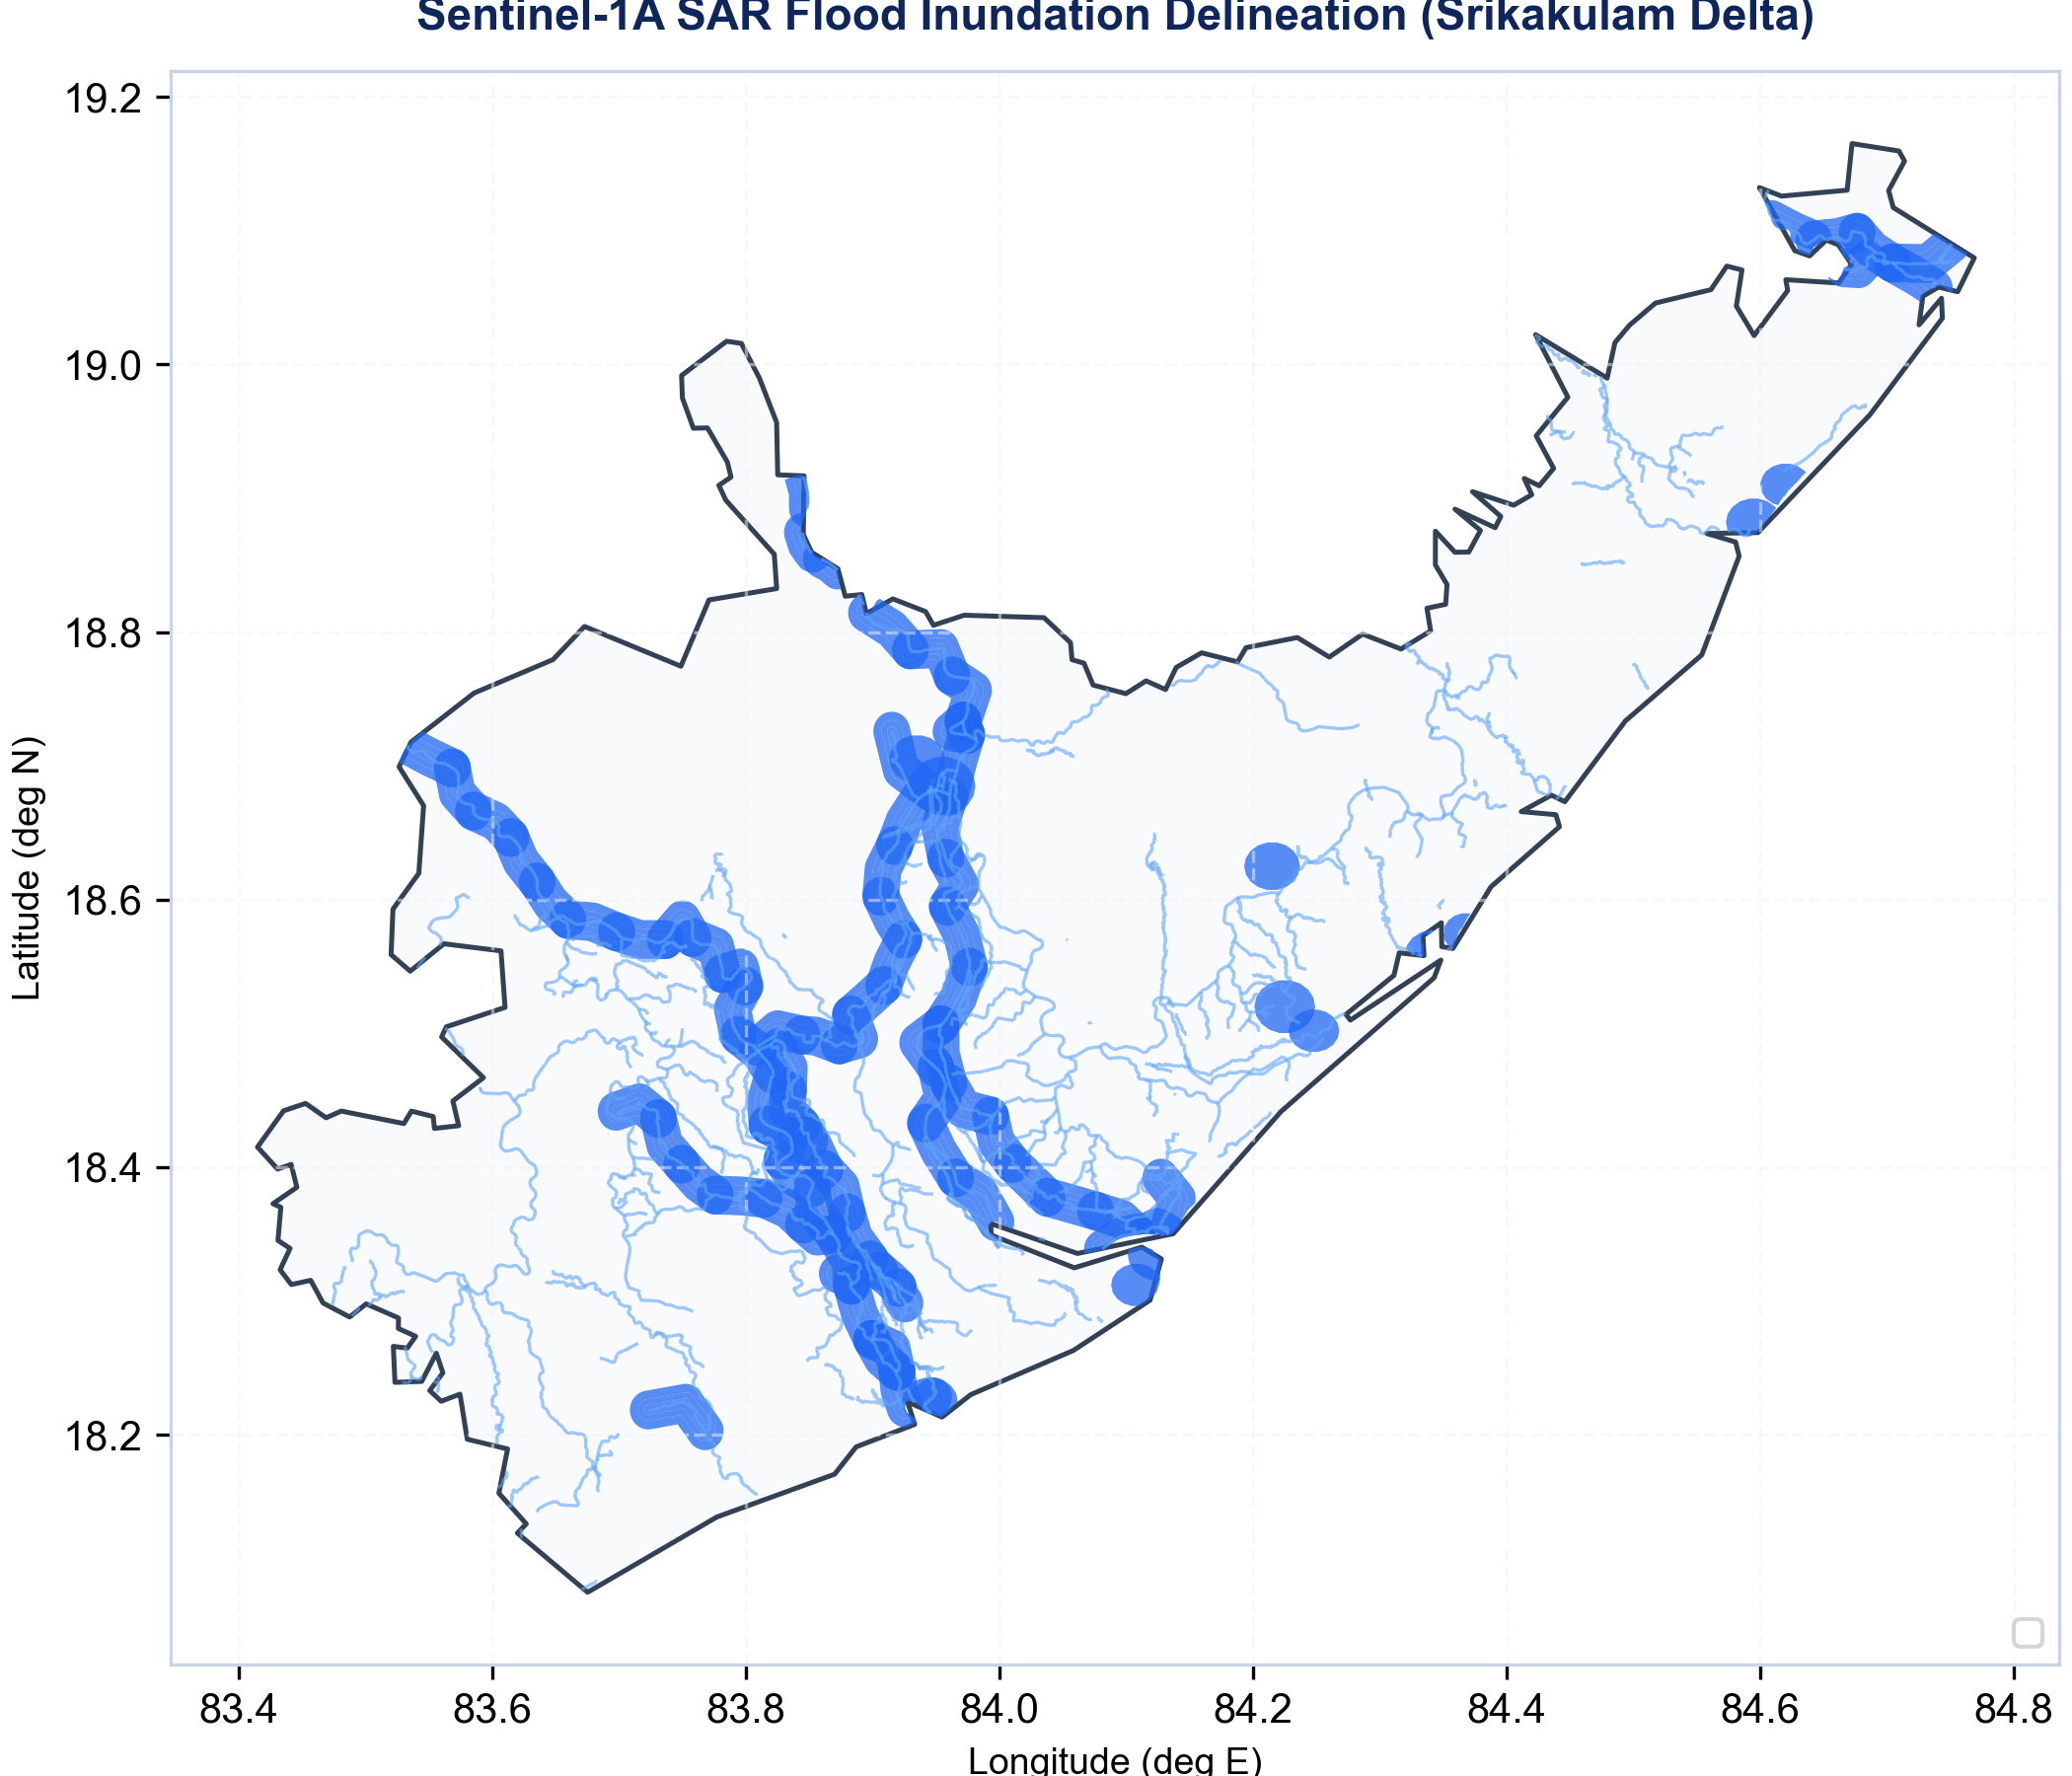 Sentinel-1A SAR Flood Inundation Delineation (Srikakulam Delta)
19.2
19.0
18.8
18.6
18.4
18.2
Latitude (deg N)
83.4 83.6 83.8 84.0 84.2 84.4 84.6 84.8
Longitude (deg E)